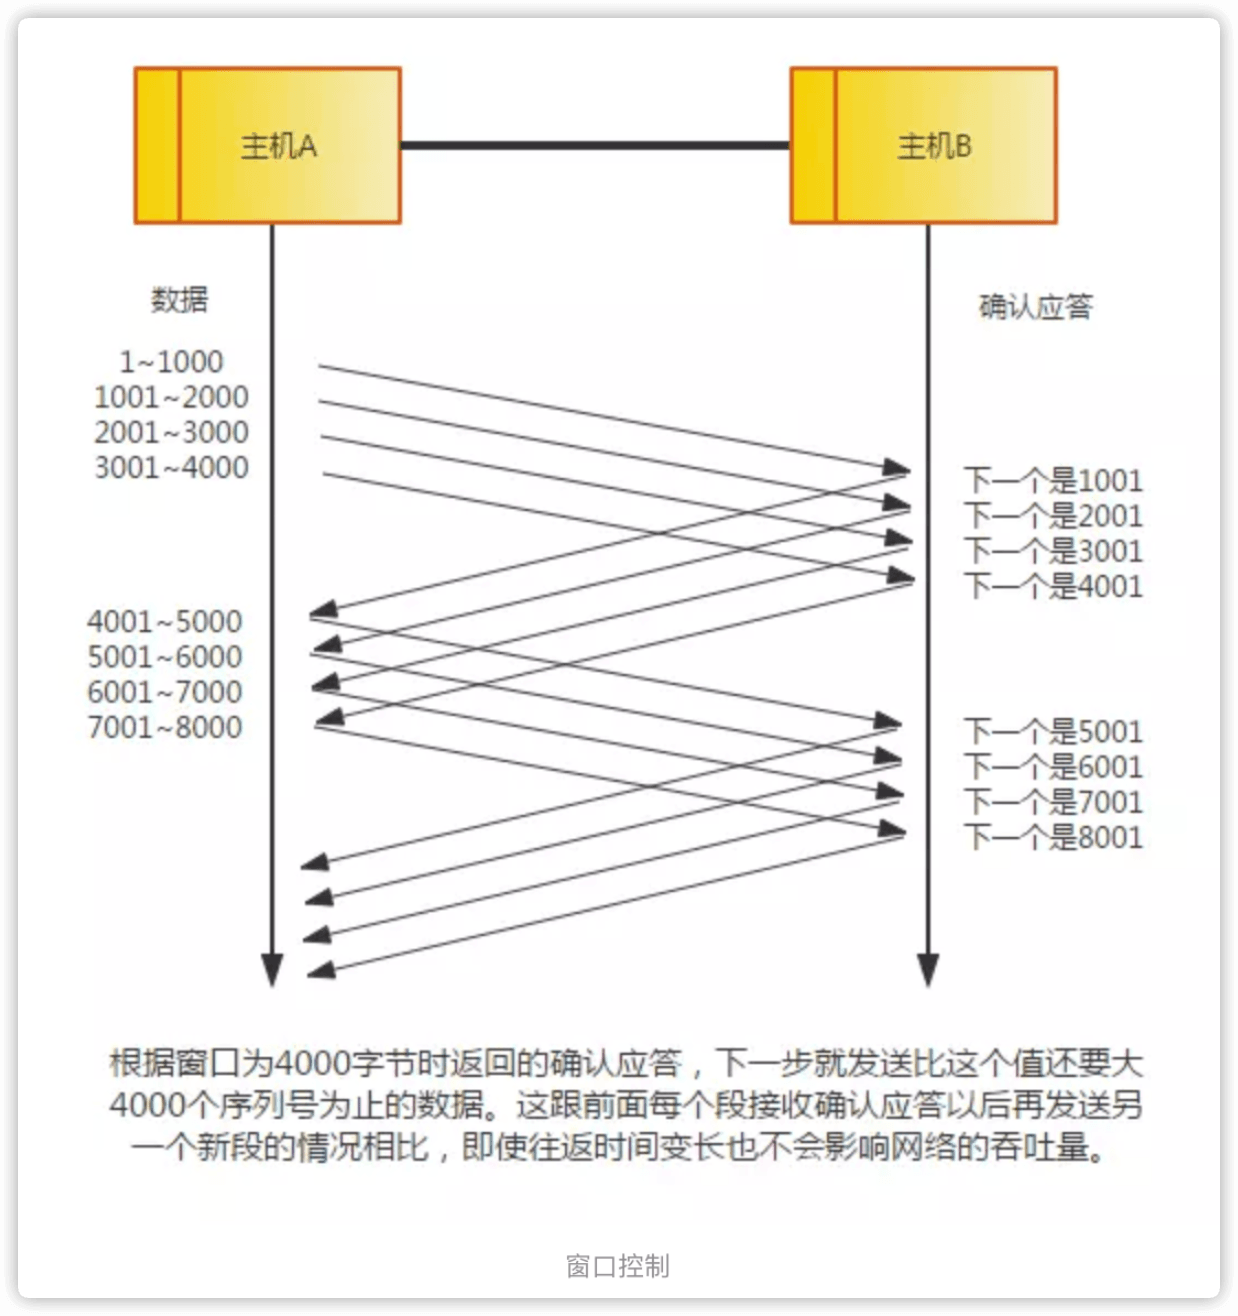 主机A
主机B
数据
确认应答
1~1000
1001~2000
2001~3000
3001~4000
下一个是1001
下一个是2001
下一个是3001
下一个是4001
4001~5000
5001~6000
6001~7000
7001~8000
下一个是5001
下一个是6001
下一个是7001
下一个是8001
根据窗口为4000字节时返回的确认应答，下一步就发送比这个值还要大
4000个序列号为止的数据。这跟前面每个段接收确认应答以后再发送另
一个新段的情况相比，即使往返时间变长也不会影响网络的吞吐量。
窗口控制